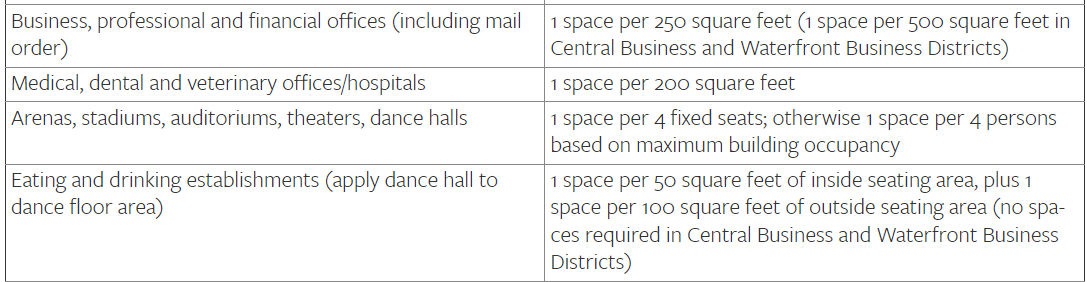 Business, professional and financial offices (including mail
order)
1 space per 250 square feet (1 space per 500 square feet in
Central Business and Waterfront Business Districts)
Medical, dental and veterinary offices/hospitals
1 space per 200 square feet
Arenas, stadiums, auditoriums, theaters, dance halls
1 space per 4 fixed seats; otherwise 1 space per 4 persons
based on maximum building occupancy
Eating and drinking establishments (apply dance hall to
dance floor area)
1 space per 50 square feet of inside seating area, plus 1
space per 100 square feet of outside seating area (no spa-
ces required in Central Business and Waterfront Business
Districts)